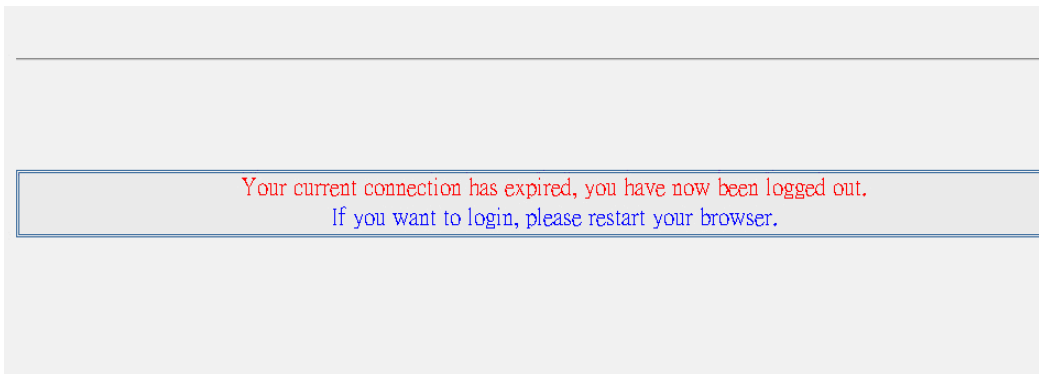 Your current connection has expired, you have now been logged out.
If you want to login, please restart your browser.